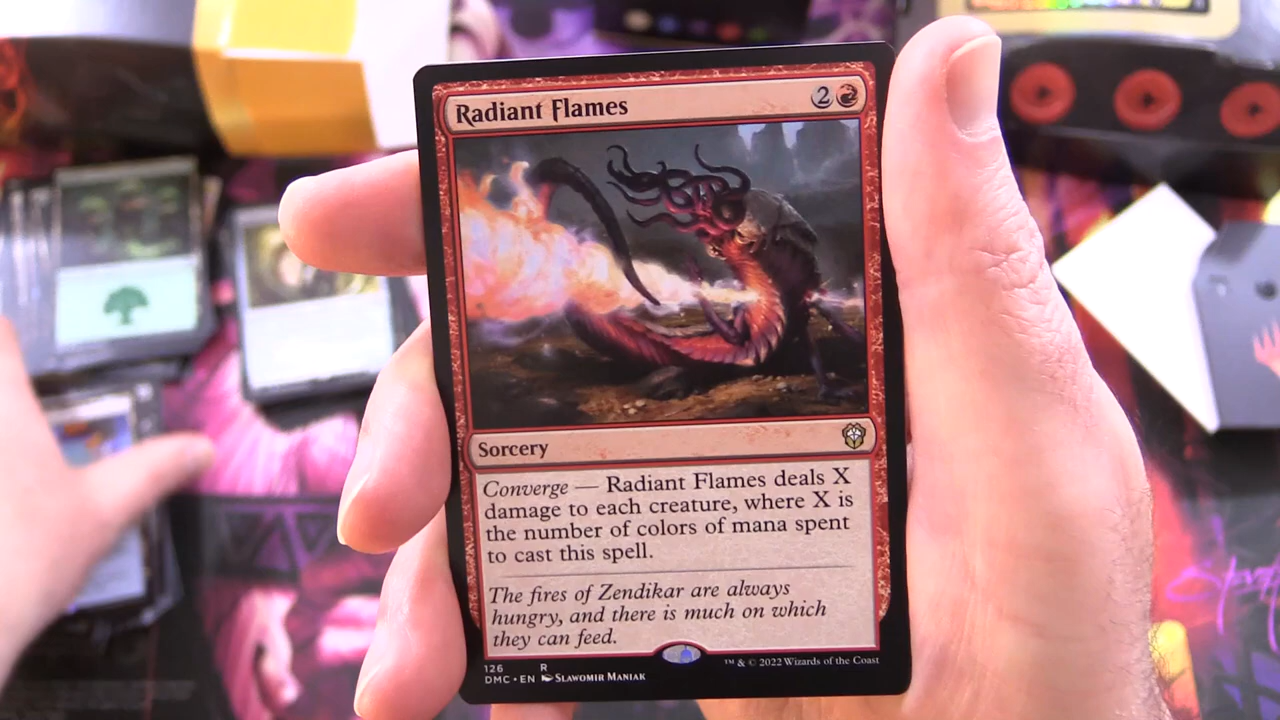 Radiant Flames 2
Sorcery
Converge — Radiant Flames deals X
damage to each creature, where X is
the number of colors of mana spent
to cast this spell.
The fires of Zendikar are always
hungry, and there is much on which
they can feed.
126 R
DMC • EN Slawomir Maniak
™ & © 2022 Wizards of the Coast